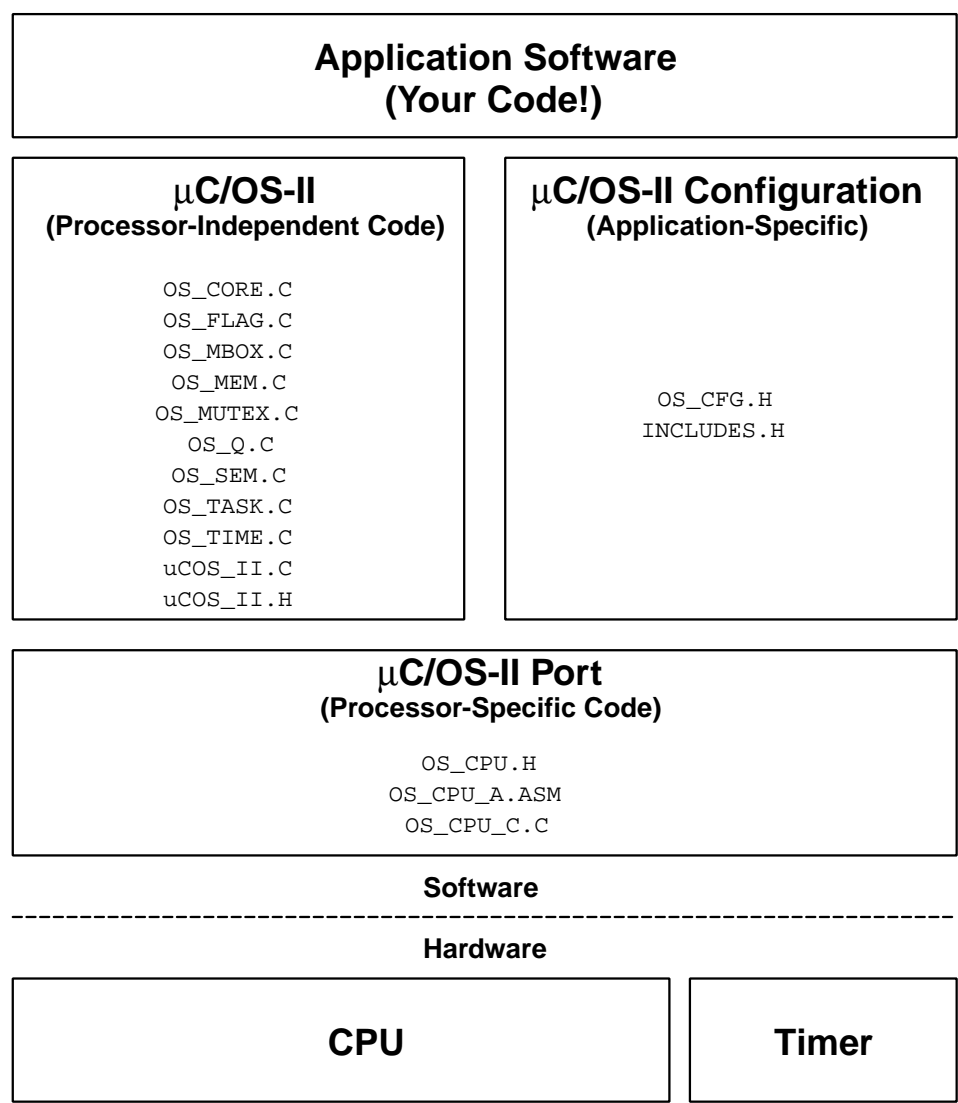 Application Software
(Your Code!)
µC/OS-II
(Processor-Independent Code)
OS_CORE.C
OS_FLAG.C
OS_MBOX.C
OS_MEM.C
OS_MUTEX.C
OS_Q.C
OS_SEM.C
OS_TASK.C
OS_TIME.C
uCOS_II.C
uCOS_II.H
µC/OS-II Configuration
(Application-Specific)
OS_CFG.H
INCLUDES.H
µC/OS-II Port
(Processor-Specific Code)
OS_CPU.H
OS_CPU_A.ASM
OS_CPU_C.C
Software
Hardware
CPU
Timer